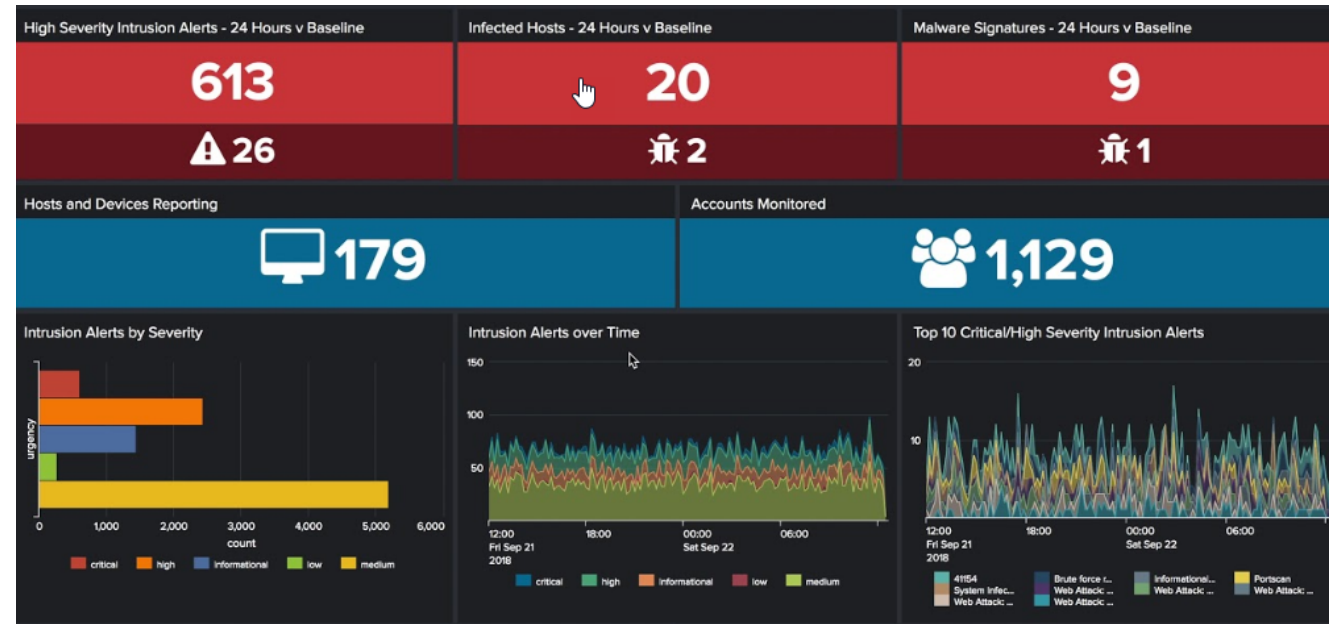 High Severity Intrusion Alerts - 24 Hours v Baseline
613
26
Infected Hosts - 24 Hours v Baseline
20
2
Malware Signatures - 24 Hours v Baseline
9
1
Hosts and Devices Reporting
179
Accounts Monitored
1,129
Intrusion Alerts by Severity
urgency
0 1,000 2,000 3,000 4,000 5,000 6,000
count
critical high informational low medium
Intrusion Alerts over Time
150
100
50
12:00 18:00 00:00 06:00
Fri Sep 21 Sat Sep 22
2018
critical high informational low medium
Top 10 Critical/High Severity Intrusion Alerts
20
10
12:00 18:00 00:00 06:00
Fri Sep 21 Sat Sep 22
2018
41154 Brute force r... Informational... Portscan
System Infec... Web Attack: ... Web Attack: ... Web Attack: ...
Web Attack: ... Web Attack: ...